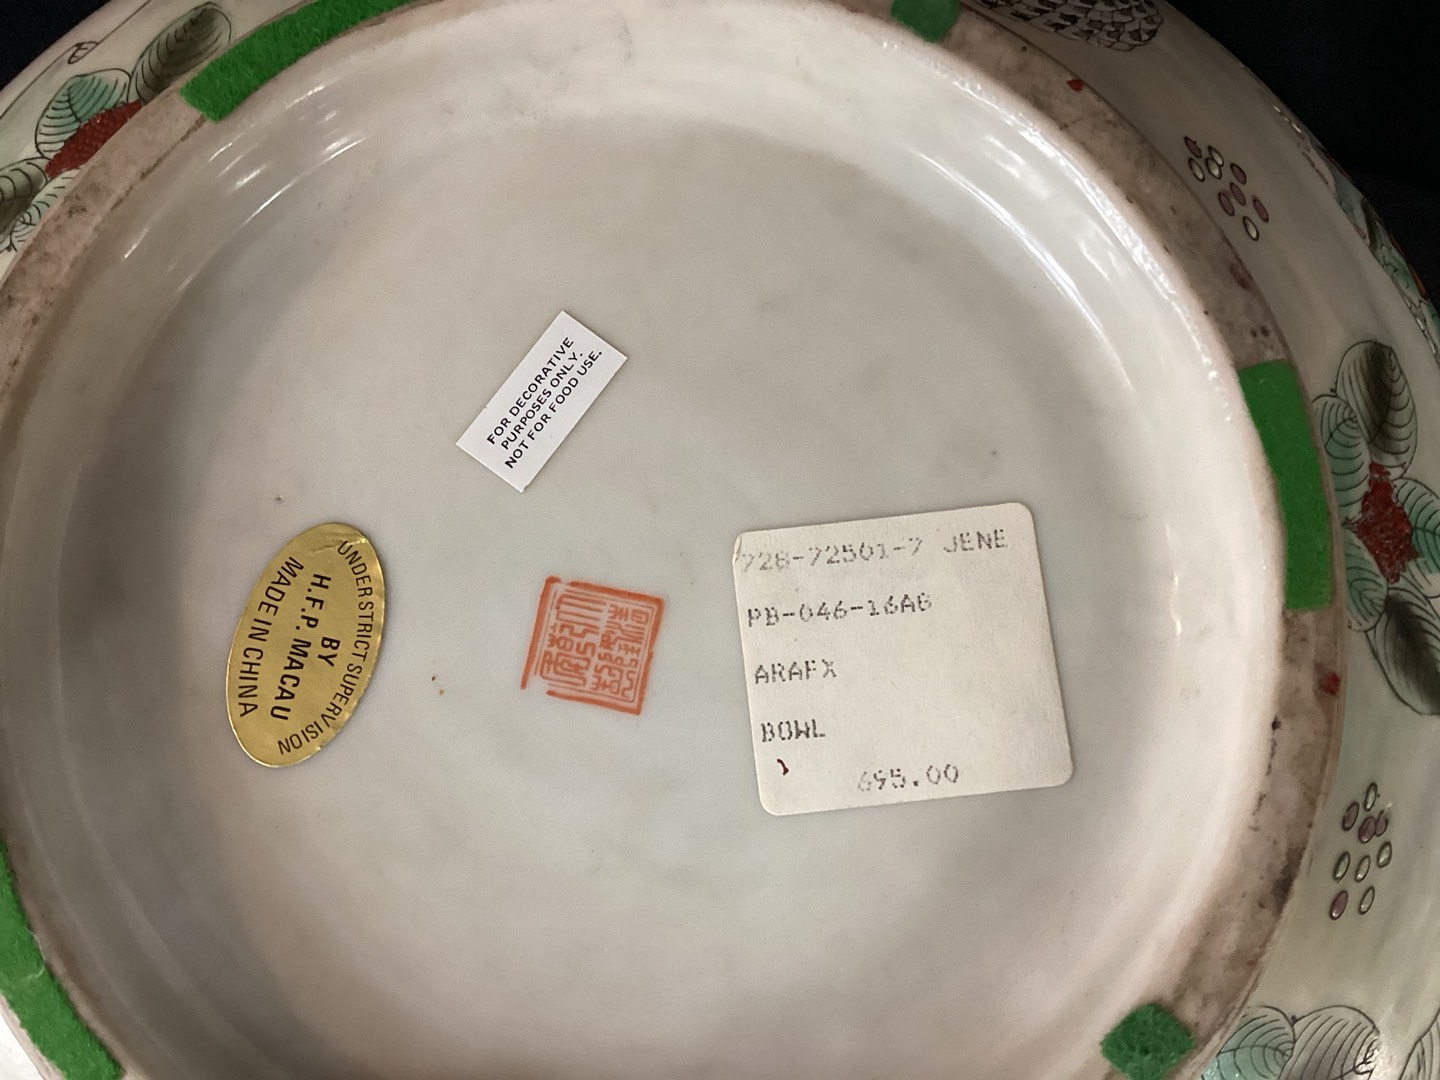 FOR DECORATIVE
PURPOSES ONLY.
NOT FOR FOOD USE.
UNDER STRICT SUPERVISION
BY
H.F.P. MACAU
MADE IN CHINA
728-72501-7 JENE
PB-046-16AB
ARAFX
BOWL
695.00